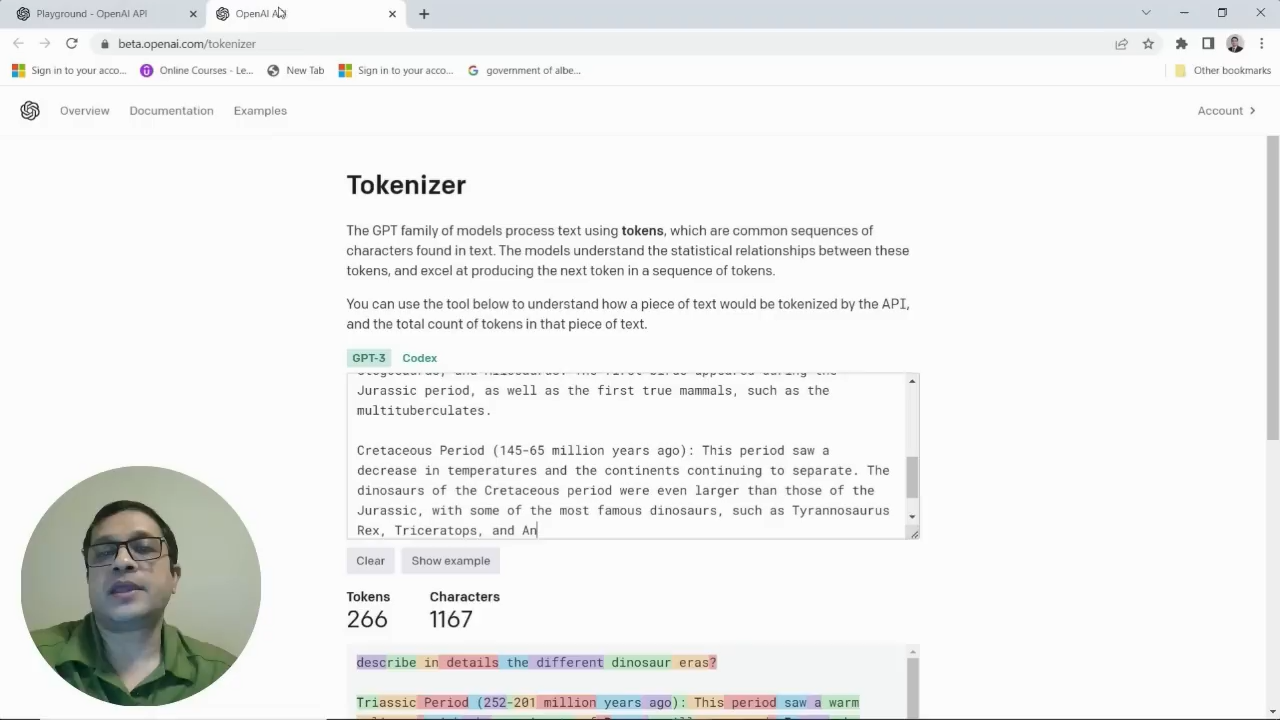 Playground - OpenAI API
OpenAI A
beta.openai.com/tokenizer
Sign in to your acco...
Online Courses - Le...
New Tab
Sign in to your acco...
government of albe...
Other bookmarks
Overview
Documentation
Examples
Account
Tokenizer
The GPT family of models process text using tokens, which are common sequences of
characters found in text. The models understand the statistical relationships between these
tokens, and excel at producing the next token in a sequence of tokens.
You can use the tool below to understand how a piece of text would be tokenized by the API,
and the total count of tokens in that piece of text.
GPT-3
Codex
Jurassic period, as well as the first true mammals, such as the
multituberculates.
Cretaceous Period (145-65 million years ago): This period saw a
decrease in temperatures and the continents continuing to separate. The
dinosaurs of the Cretaceous period were even larger than those of the
Jurassic, with some of the most famous dinosaurs, such as Tyrannosaurus
Rex, Triceratops, and An
Clear
Show example
Tokens
Characters
266
1167
describe in details the different dinosaur eras?
Triassic Period (252-201 million years ago): This period saw a warm